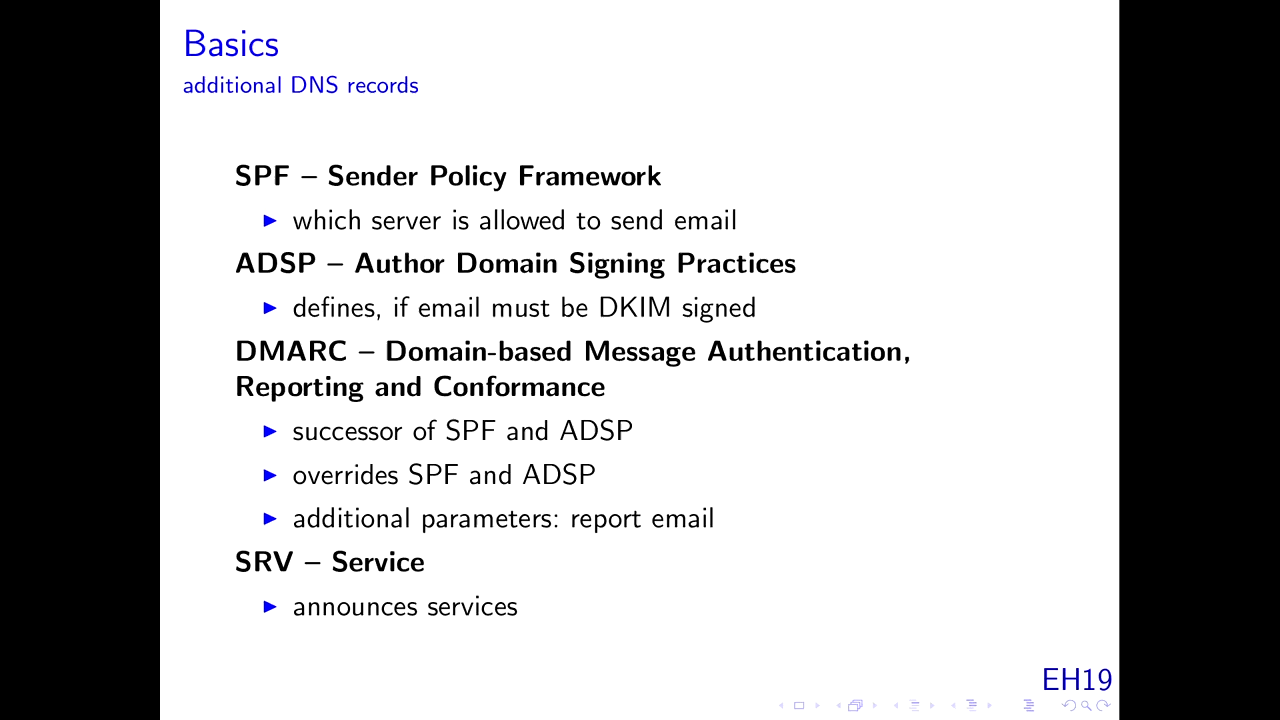 Basics
additional DNS records
SPF – Sender Policy Framework
which server is allowed to send email
ADSP – Author Domain Signing Practices
defines, if email must be DKIM signed
DMARC – Domain-based Message Authentication,
Reporting and Conformance
successor of SPF and ADSP
overrides SPF and ADSP
additional parameters: report email
SRV – Service
announces services
EH19